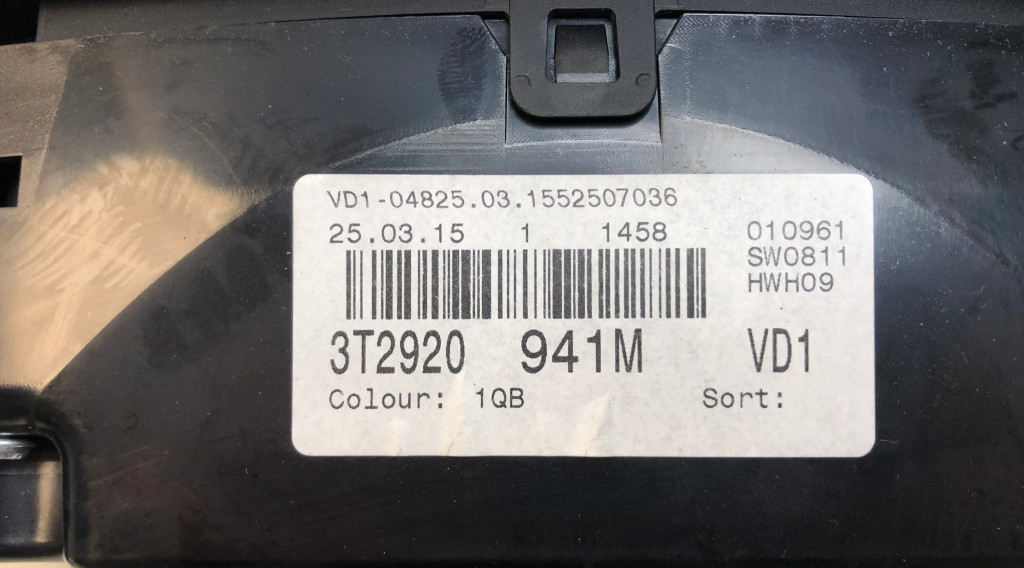 VD1-04825.03.1552507036
25.03.15 1 1458 010961
SW0811
HWH09
3T2920 941M VD1
Colour: 1QB Sort: